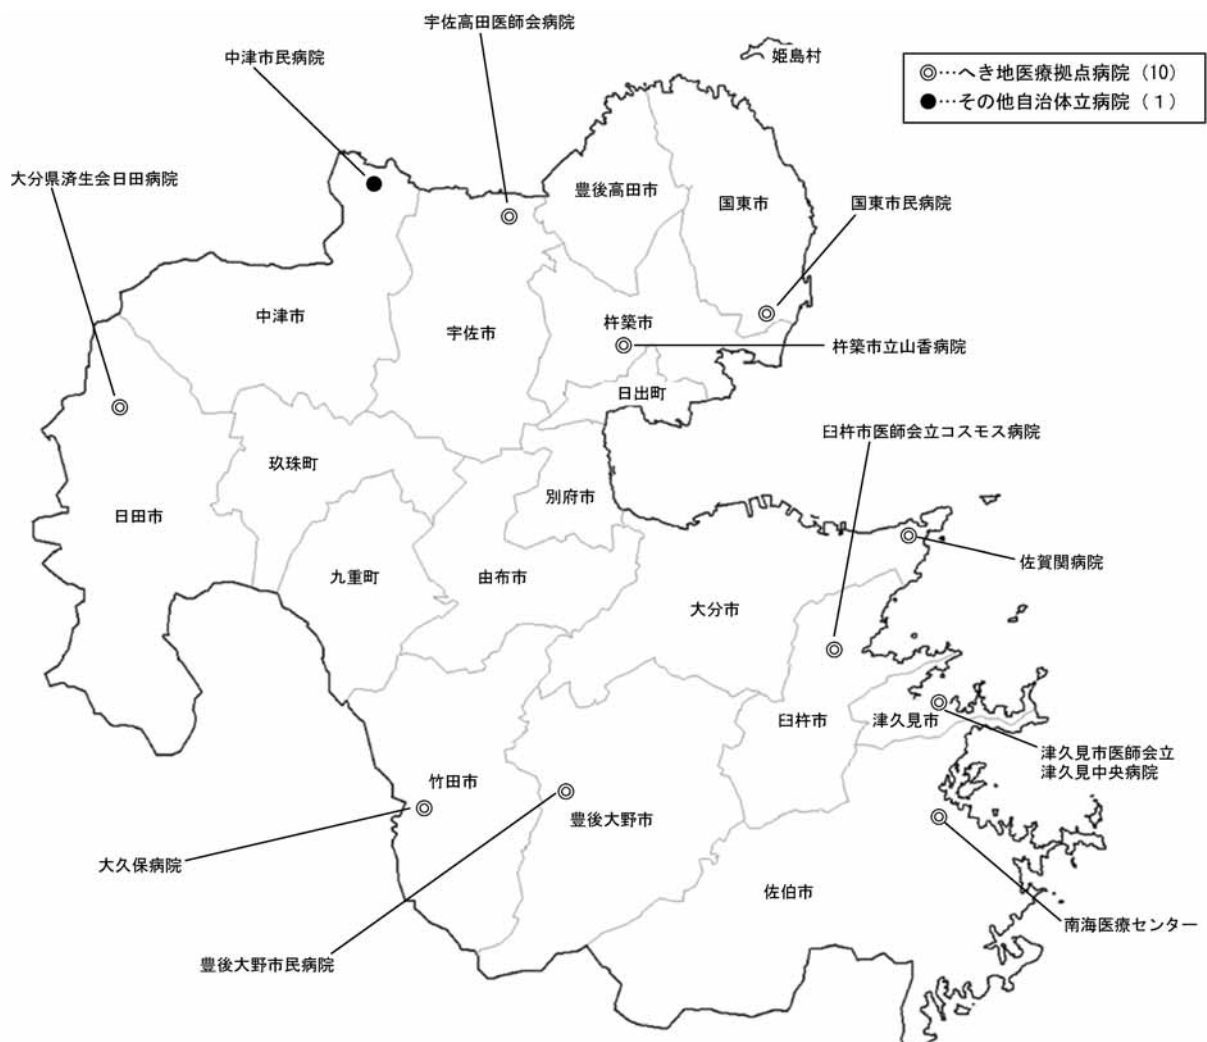 宇佐高田医師会病院
中津市民病院
姫島村
◎…へき地医療拠点病院（10）
●…その他自治体立病院（1）
大分県済生会日田病院
豊後高田市
国東市
国東市民病院
中津市
宇佐市
杵築市
杵築市立山香病院
日出町
臼杵市医師会立コスモス病院
玖珠町
別府市
日田市
九重町
由布市
佐賀関病院
大分市
臼杵市
津久見市
津久見市医師会立
津久見中央病院
竹田市
豊後大野市
大久保病院
佐伯市
南海医療センター
豊後大野市民病院